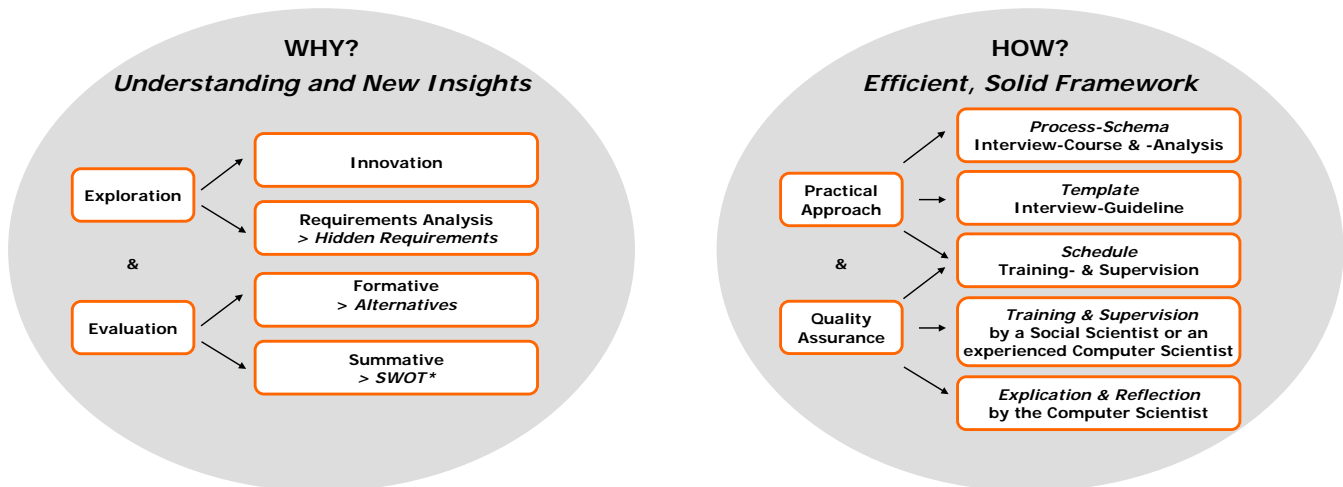 WHY?
Understanding and New Insights
Exploration
Innovation
Requirements Analysis
> Hidden Requirements
&
Evaluation
Formative
> Alternatives
Summative
> SWOT*
HOW?
Efficient, Solid Framework
Practical
Approach
Process-Schema
Interview-Course & -Analysis
Template
Interview-Guideline
Schedule
Training- & Supervision
&
Quality
Assurance
Training & Supervision
by a Social Scientist or an
experienced Computer Scientist
Explication & Reflection
by the Computer Scientist